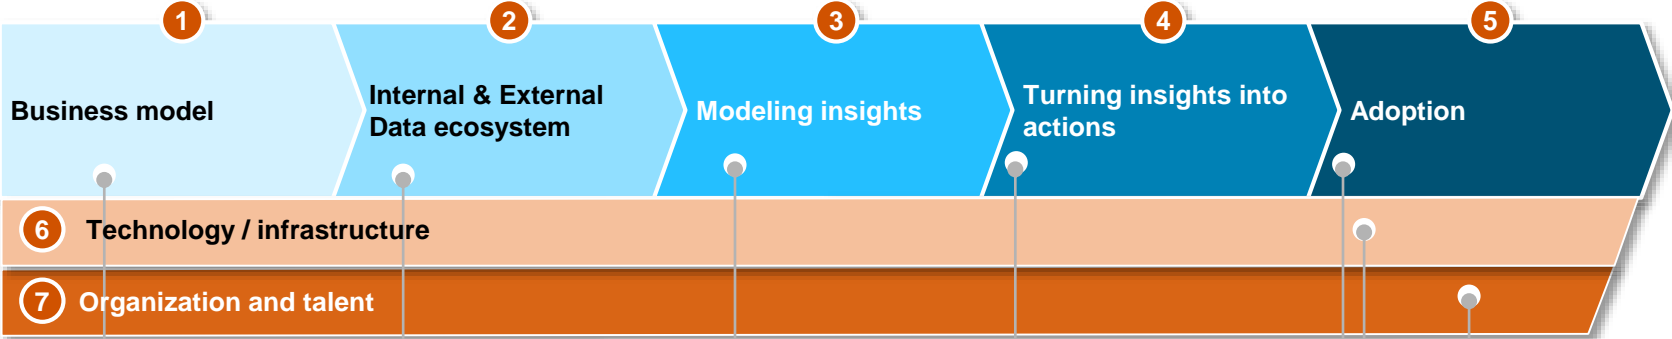 1
2
3
4
5
Business model
Internal & External
Data ecosystem
Modeling insights
Turning insights into
actions
Adoption
6 Technology / infrastructure
7 Organization and talent